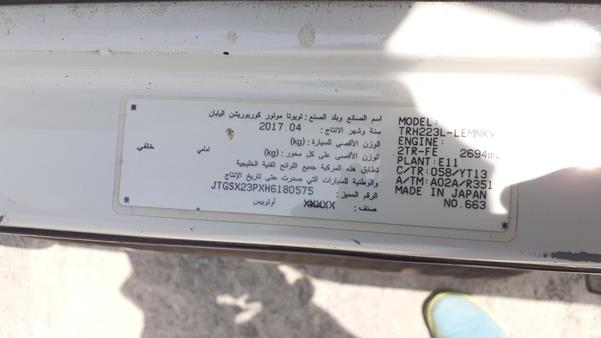 اسم الصانع وبلد الصنع: تويوتا موتور كوربوريشن اليابان
سنة وشهر الانتاج: 2017.04
الوزن الأقصى للسيارة: (kg)
الوزن الأقصى على كل محور: (kg) امامي خلفي
تطابق هذه المركبة جميع اللوائح الفنية الخليجية
والوطنية للسيارات التي صدرت حتى تاريخ الإنتاج
الرقم المميز: JTGSX23PXH6180575
صنف: أوتوبيس
MODEL:
TRH223L-LEMNKV
ENGINE:
2TR-FE 2694mL
PLANT: E11
C/TR: 058/YT13
A/TM: A02A/R351
MADE IN JAPAN
NO.663